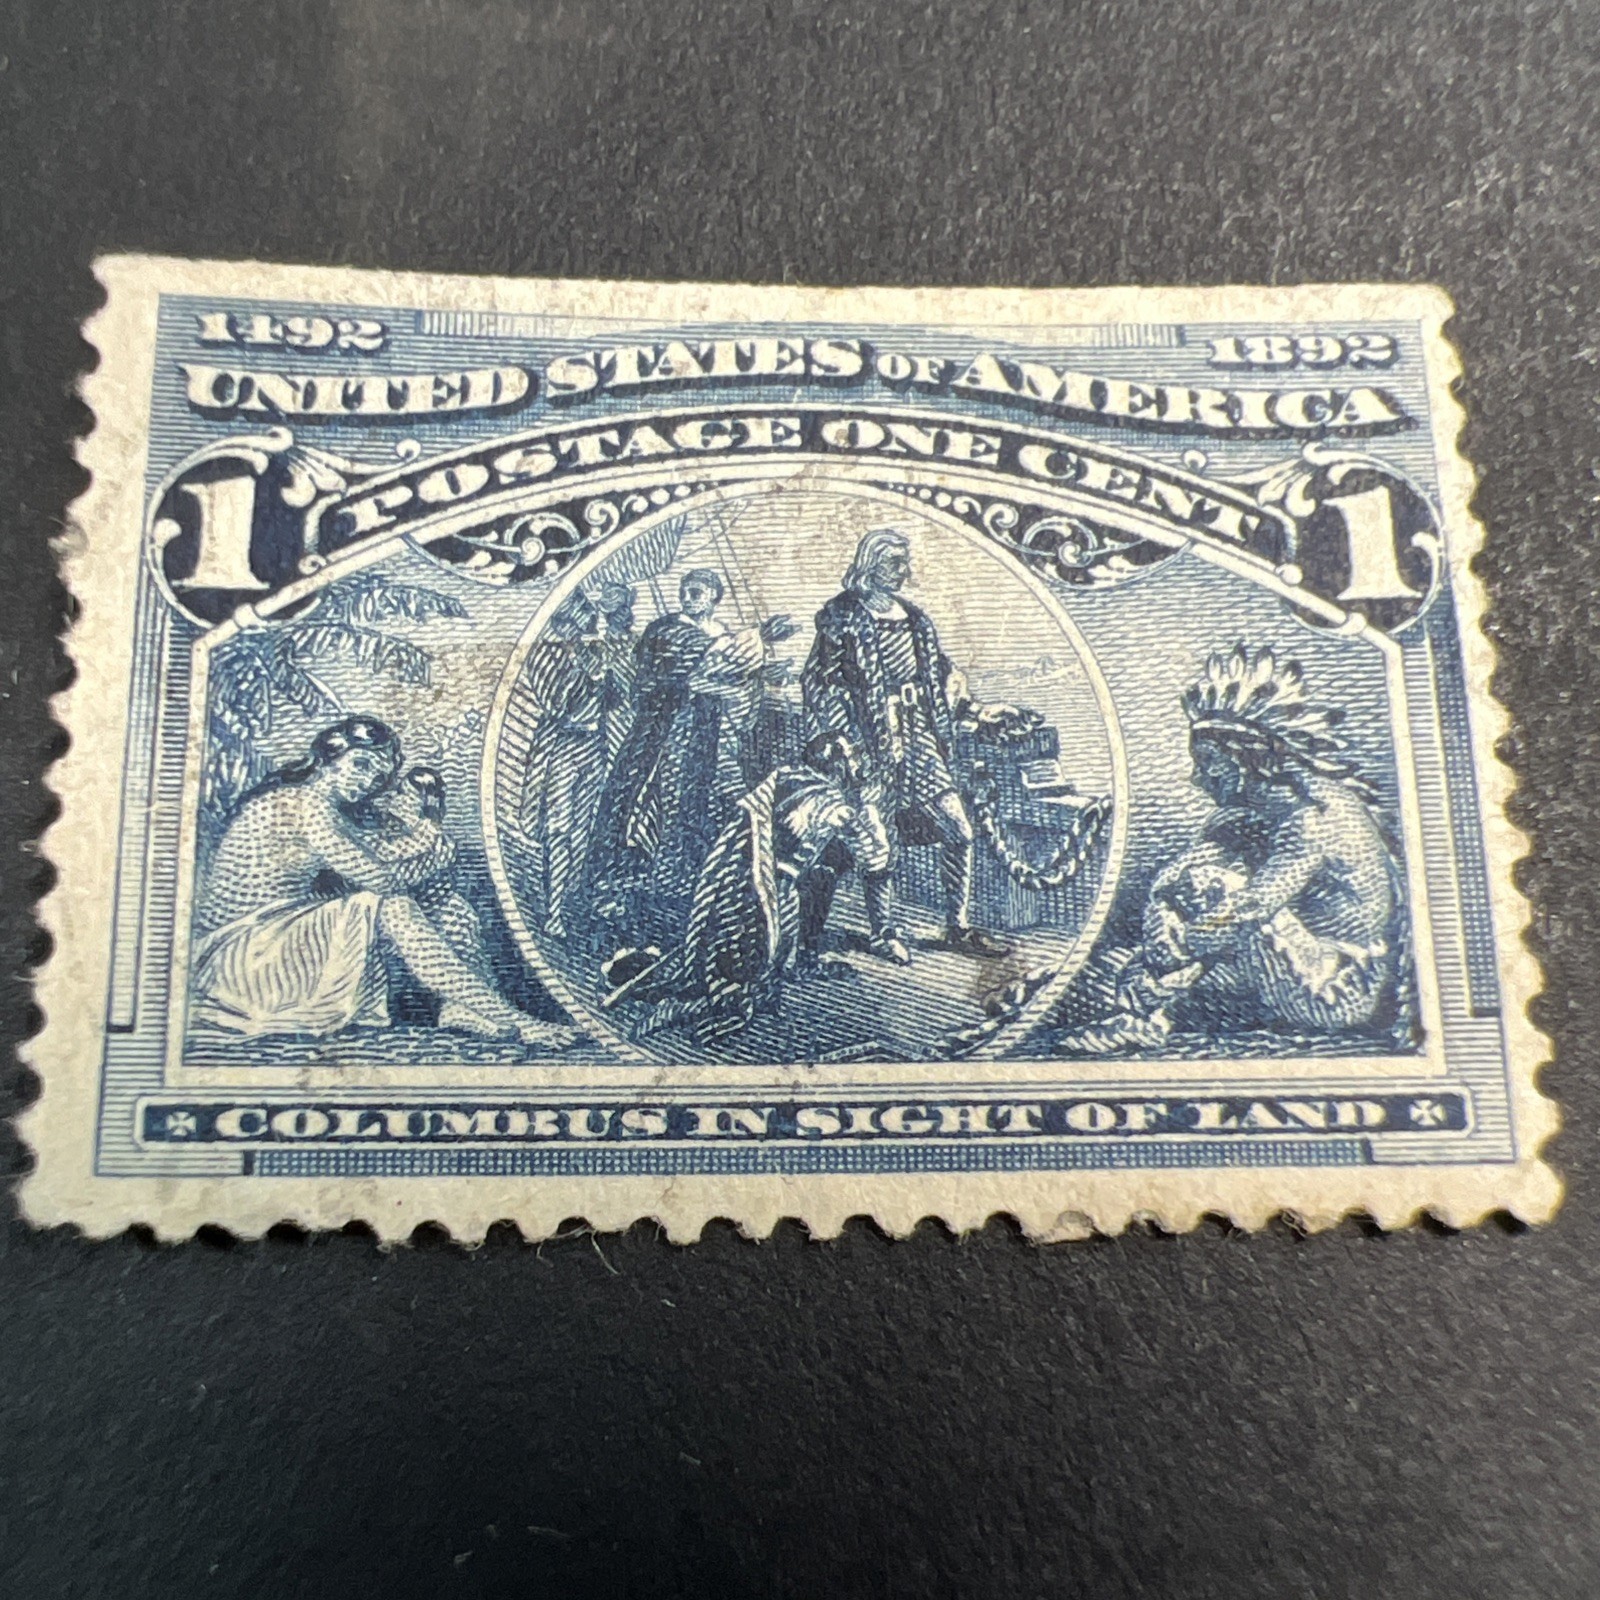 1492 1892
UNITED STATES OF AMERICA
POSTAGE ONE CENT
1 1
COLUMBUS IN SIGHT OF LAND